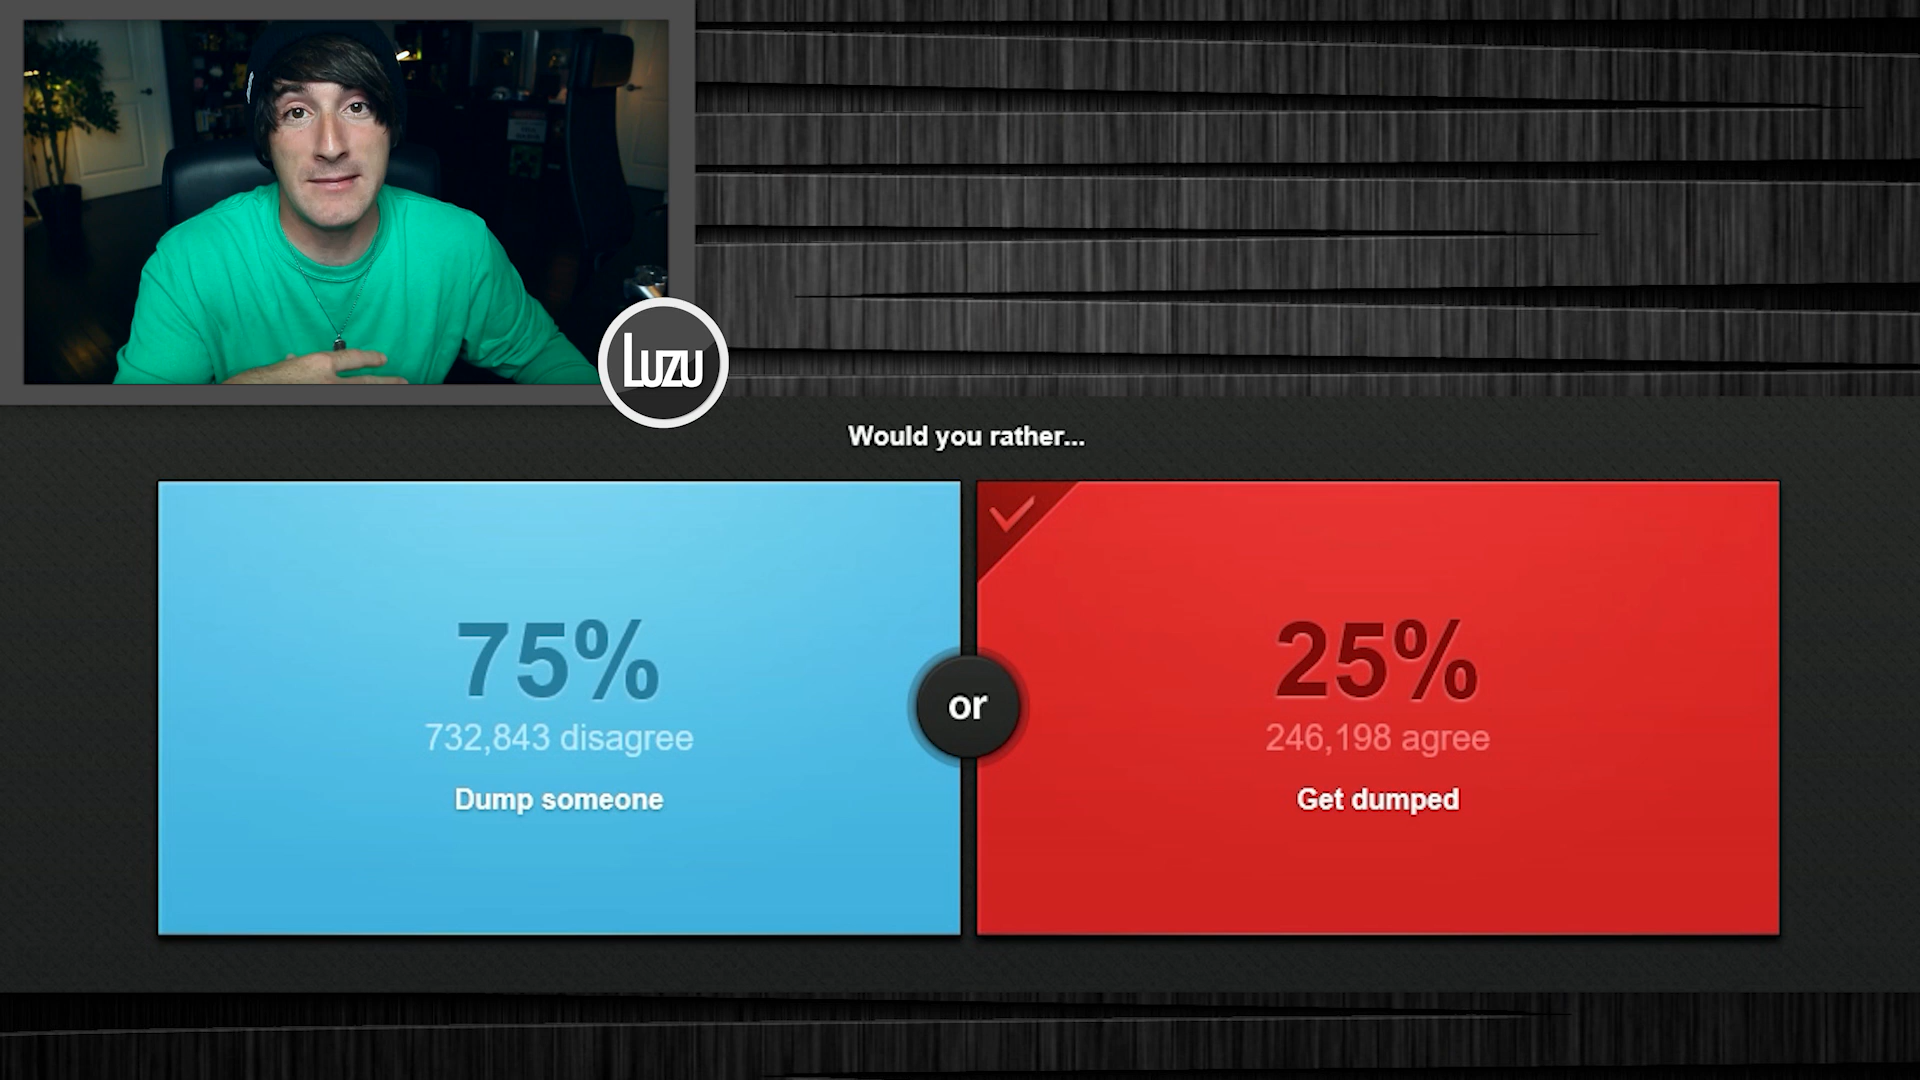 Luzu
Would you rather...
75%
732,843 disagree
Dump someone
or
25%
246,198 agree
Get dumped